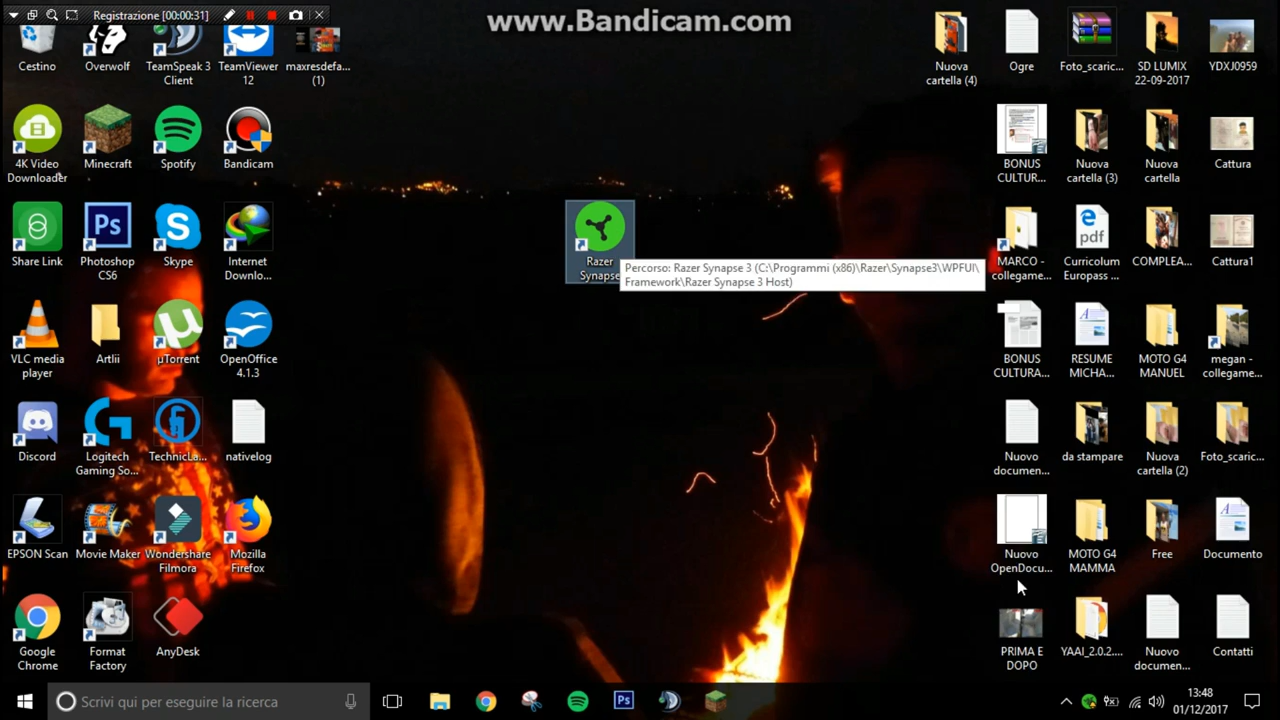 Registrazione [00:00:31]
www.Bandicam.com
Cestino
Overwolf
TeamSpeak 3
Client
TeamViewer
12
maxresdefa...
(1)
Nuova
cartella (4)
Ogre
Foto_scaric...
SD LUMIX
22-09-2017
YDXJ0959
4K Video
Downloader
Minecraft
Spotify
Bandicam
BONUS
CULTUR...
Nuova
cartella (3)
Nuova
cartella
Cattura
Share Link
Ps
Photoshop
CS6
Skype
Internet
Downlo...
Razer
Synapse
Percorso: Razer Synapse 3 (C:\Programmi (x86)\Razer\Synapse3\WPFUI\
Framework\Razer Synapse 3 Host)
MARCO -
collegame...
pdf
Curriculum
Europass ...
COMPLEA...
Cattura1
VLC media
player
Artlii
µTorrent
OpenOffice
4.1.3
BONUS
CULTURA...
RESUME
MICHA...
MOTO G4
MANUEL
megan -
collegame...
Discord
Logitech
Gaming So...
TechnicLa...
nativelog
Nuovo
documen...
da stampare
Nuova
cartella (2)
Foto_scaric...
EPSON Scan
Movie Maker
Wondershare
Filmora
Mozilla
Firefox
Nuovo
OpenDocu...
MOTO G4
MAMMA
Free
Documento
Google
Chrome
Format
Factory
AnyDesk
PRIMA E
DOPO
YAAI_2.0.2....
Nuovo
documen...
Contatti
Scrivi qui per eseguire la ricerca
Ps
13:48
01/12/2017